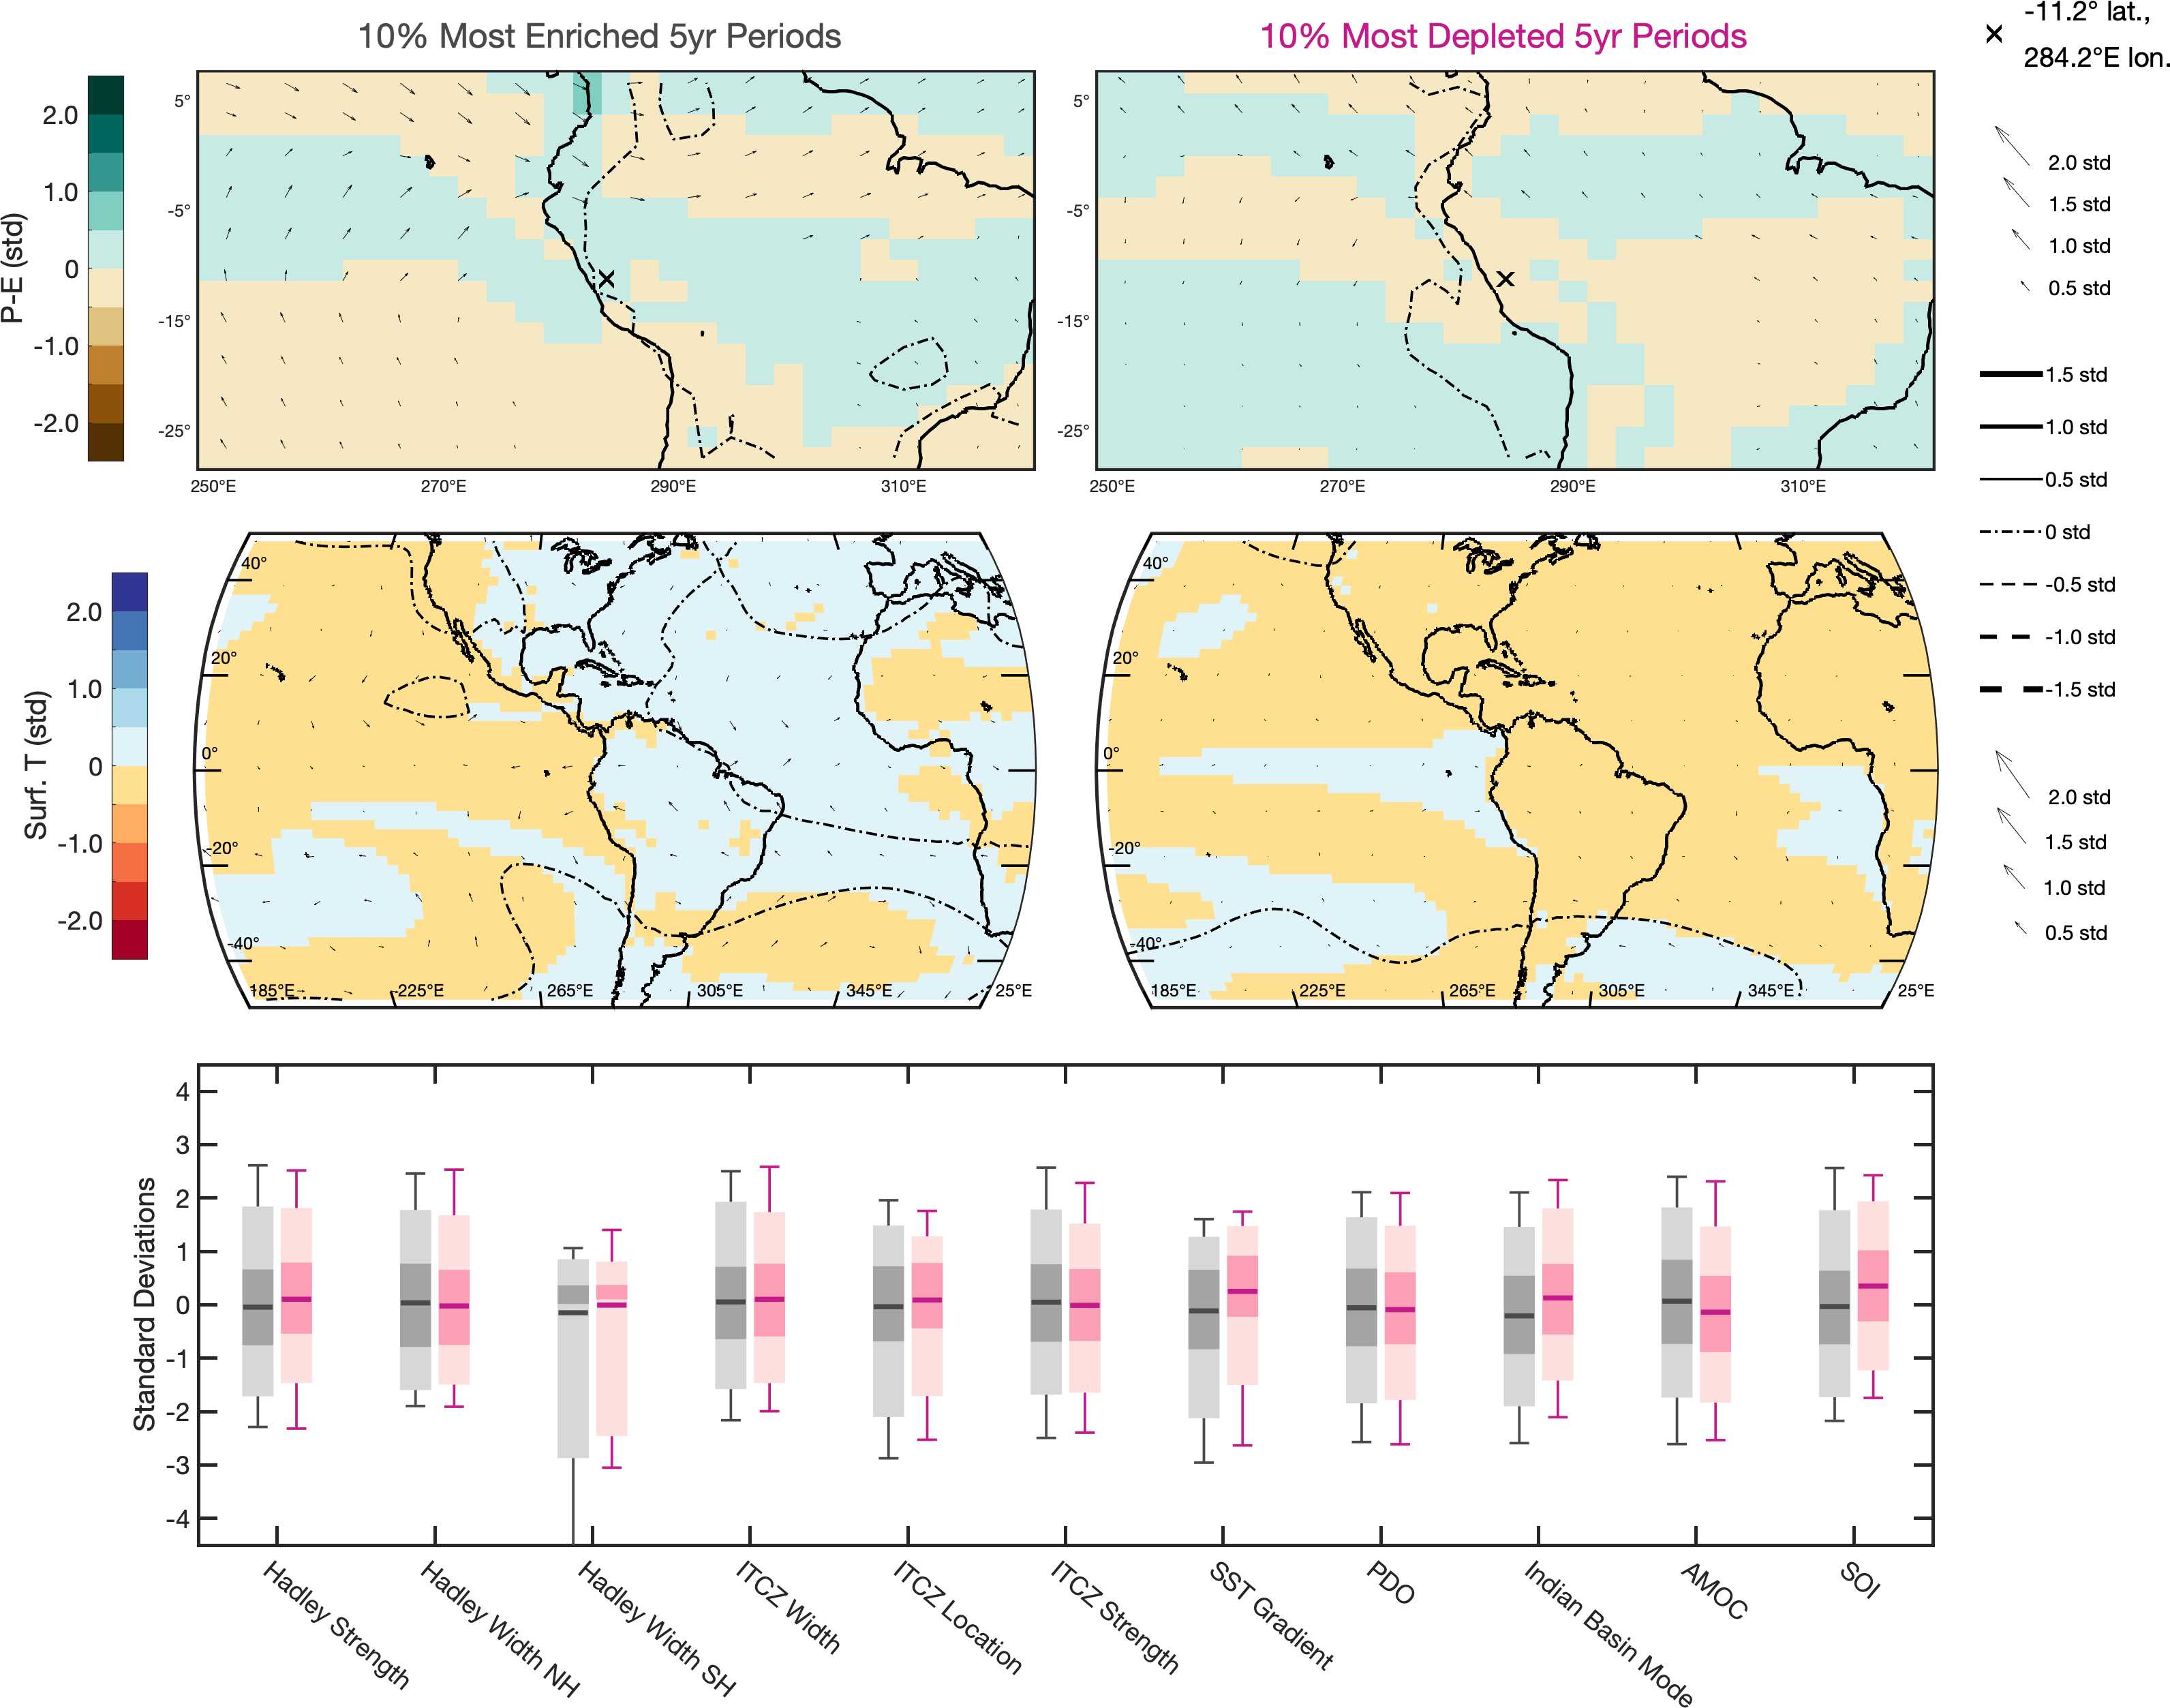 10% Most Enriched 5yr Periods
10% Most Depleted 5yr Periods
-11.2° lat.,
284.2°E lon.
P-E (std)
2.0
1.0
0
-1.0
-2.0
5°
-5°
-15°
-25°
250°E
270°E
290°E
310°E
5°
-5°
-15°
-25°
250°E
270°E
290°E
310°E
2.0 std
1.5 std
1.0 std
0.5 std
1.5 std
1.0 std
0.5 std
0 std
-0.5 std
-1.0 std
-1.5 std
Surf. T (std)
2.0
1.0
0
-1.0
-2.0
40°
20°
0°
-20°
-40°
185°E
225°E
265°E
305°E
345°E
25°E
40°
20°
0°
-20°
-40°
185°E
225°E
265°E
305°E
345°E
25°E
2.0 std
1.5 std
1.0 std
0.5 std
Standard Deviations
4
3
2
1
0
-1
-2
-3
-4
Hadley Strength
Hadley Width NH
Hadley Width SH
ITCZ Width
ITCZ Location
ITCZ Strength
SST Gradient
PDO
Indian Basin Mode
AMOC
SOI